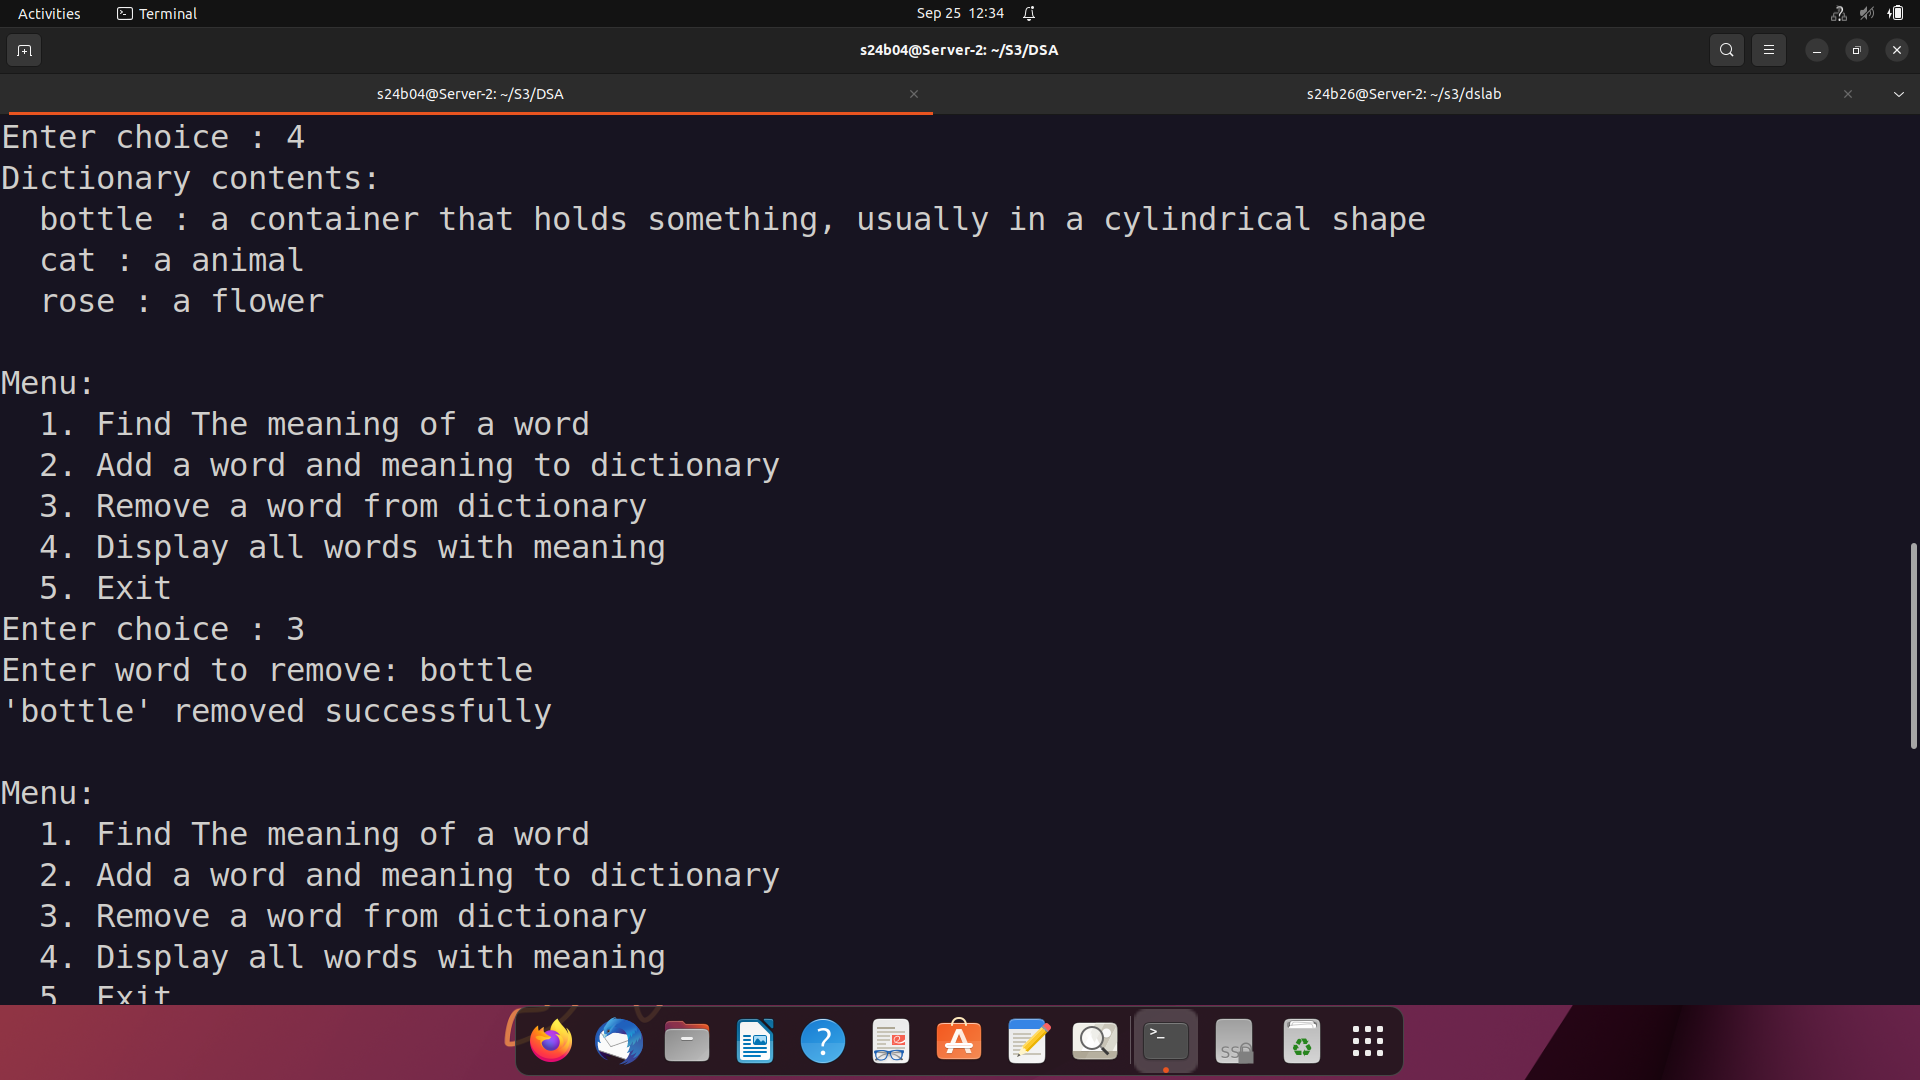 Activities
Terminal
Sep 25 12:34
s24b04@Server-2: ~/S3/DSA
s24b04@Server-2: ~/S3/DSA
s24b26@Server-2: ~/s3/dslab
Enter choice : 4
Dictionary contents:
  bottle : a container that holds something, usually in a cylindrical shape
  cat : a animal
  rose : a flower

Menu:
  1. Find The meaning of a word
  2. Add a word and meaning to dictionary
  3. Remove a word from dictionary
  4. Display all words with meaning
  5. Exit
Enter choice : 3
Enter word to remove: bottle
'bottle' removed successfully

Menu:
  1. Find The meaning of a word
  2. Add a word and meaning to dictionary
  3. Remove a word from dictionary
  4. Display all words with meaning
  5. Exit